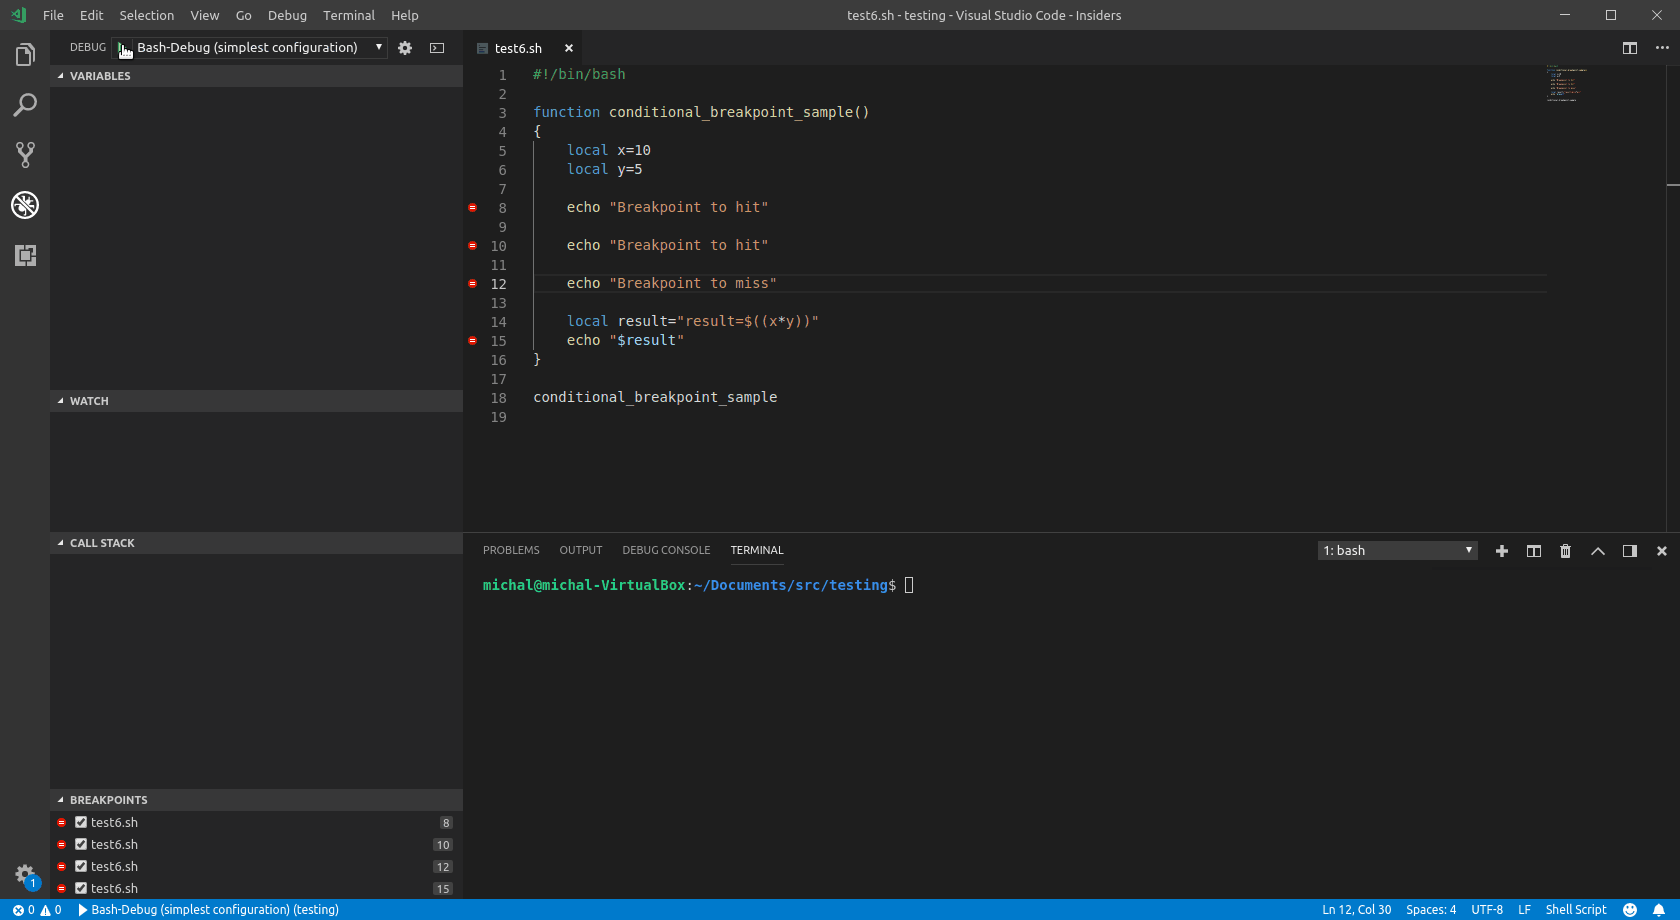 File Edit Selection View Go Debug Terminal Help
test6.sh - testing - Visual Studio Code - Insiders
DEBUG Bash-Debug (simplest configuration)
VARIABLES
WATCH
CALL STACK
BREAKPOINTS
test6.sh 8
test6.sh 10
test6.sh 12
test6.sh 15
1
test6.sh
1 #!/bin/bash
2
3 function conditional_breakpoint_sample()
4 {
5 local x=10
6 local y=5
7
8 echo "Breakpoint to hit"
9
10 echo "Breakpoint to hit"
11
12 echo "Breakpoint to miss"
13
14 local result="result=$((x*y))"
15 echo "$result"
16 }
17
18 conditional_breakpoint_sample
19
PROBLEMS OUTPUT DEBUG CONSOLE TERMINAL
1: bash
michal@michal-VirtualBox:~/Documents/src/testing$
0 0 Bash-Debug (simplest configuration) (testing)
Ln 12, Col 30 Spaces: 4 UTF-8 LF Shell Script